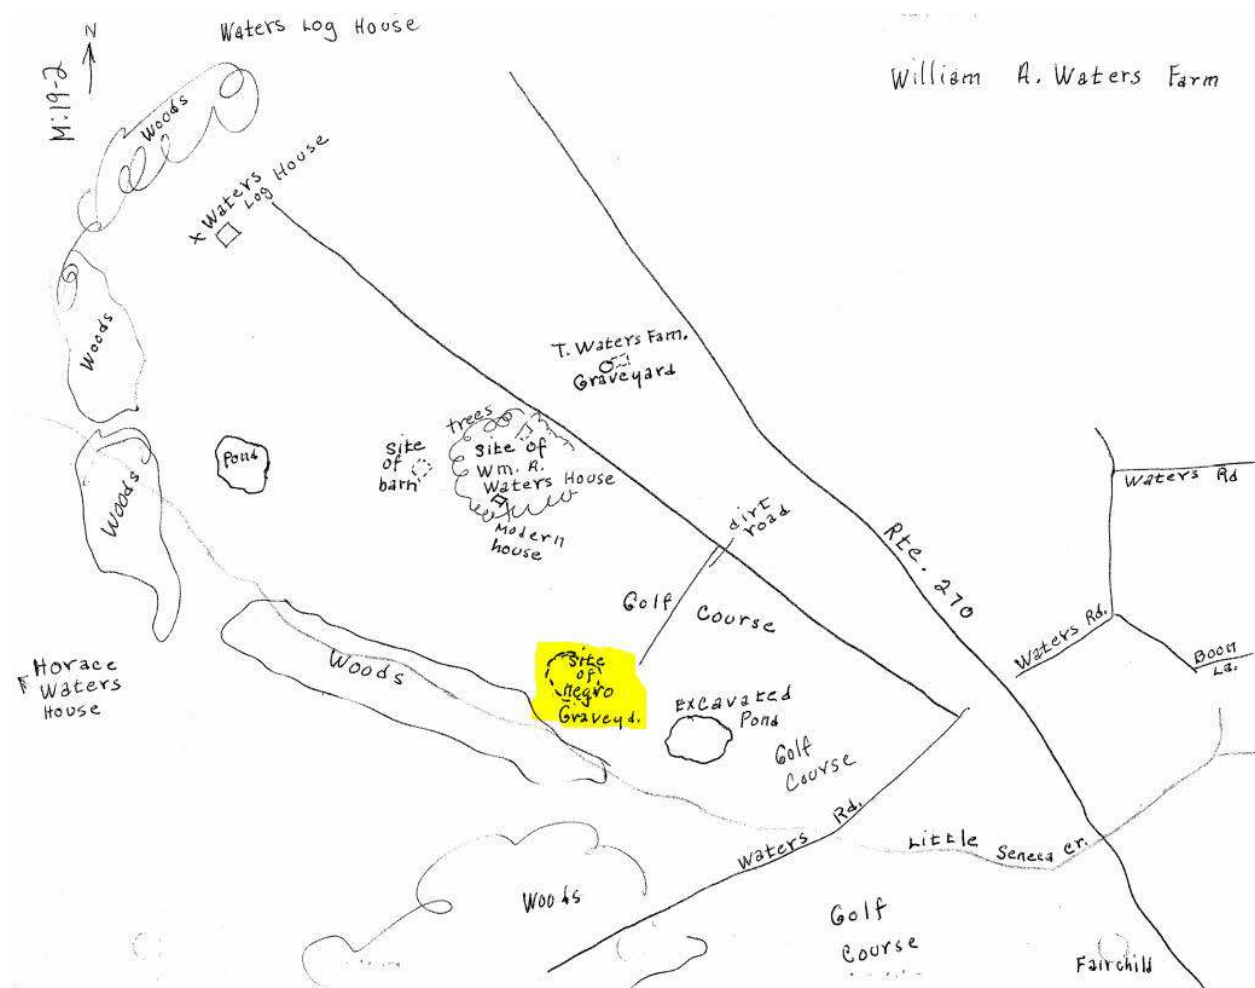 Waters Log House
N
M:19-2
William A. Waters Farm
Woods
X Waters
Log House
Woods
T. Waters Fam.
Graveyard
trees
Site
of
barn
Site of
Wm. A.
Waters House
Modern
house
Pond
Woods
dirt
road
Rte. 270
Waters Rd
Waters Rd.
Boon
La.
Golf
Course
Woods
Horace
Waters
House
Site
of
Negro
Graveyd.
Excavated
Pond
Golf
Course
Waters Rd.
Little Seneca Cr.
Woods
Golf
Course
Fairchild